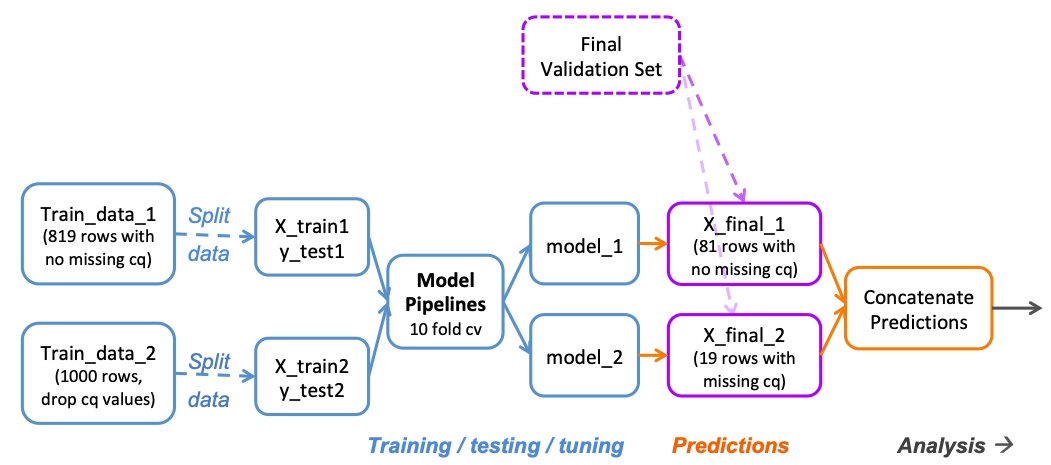 Final
Validation Set
Train_data_1
(819 rows with
no missing cq)
Split
data
X_train1
y_test1
Model
Pipelines
10 fold cv
model_1
X_final_1
(81 rows with
no missing cq)
Concatenate
Predictions
Train_data_2
(1000 rows,
drop cq values)
Split
data
X_train2
y_test2
model_2
X_final_2
(19 rows with
missing cq)
Training / testing / tuning
Predictions
Analysis →